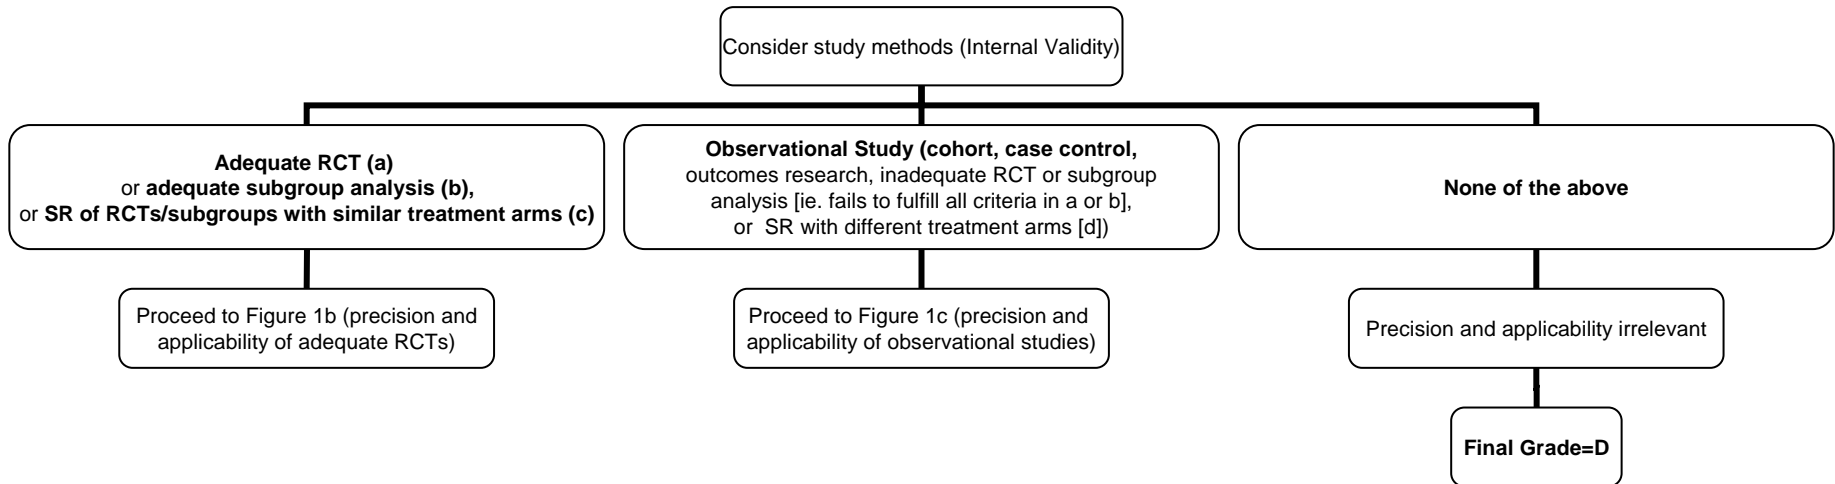 Consider study methods (Internal Validity)
Adequate RCT (a)
or adequate subgroup analysis (b),
or SR of RCTs/subgroups with similar treatment arms (c)
Observational Study (cohort, case control,
outcomes research, inadequate RCT or subgroup
analysis [ie. fails to fulfill all criteria in a or b],
or SR with different treatment arms [d])
None of the above
Proceed to Figure 1b (precision and
applicability of adequate RCTs)
Proceed to Figure 1c (precision and
applicability of observational studies)
Precision and applicability irrelevant
Final Grade=D